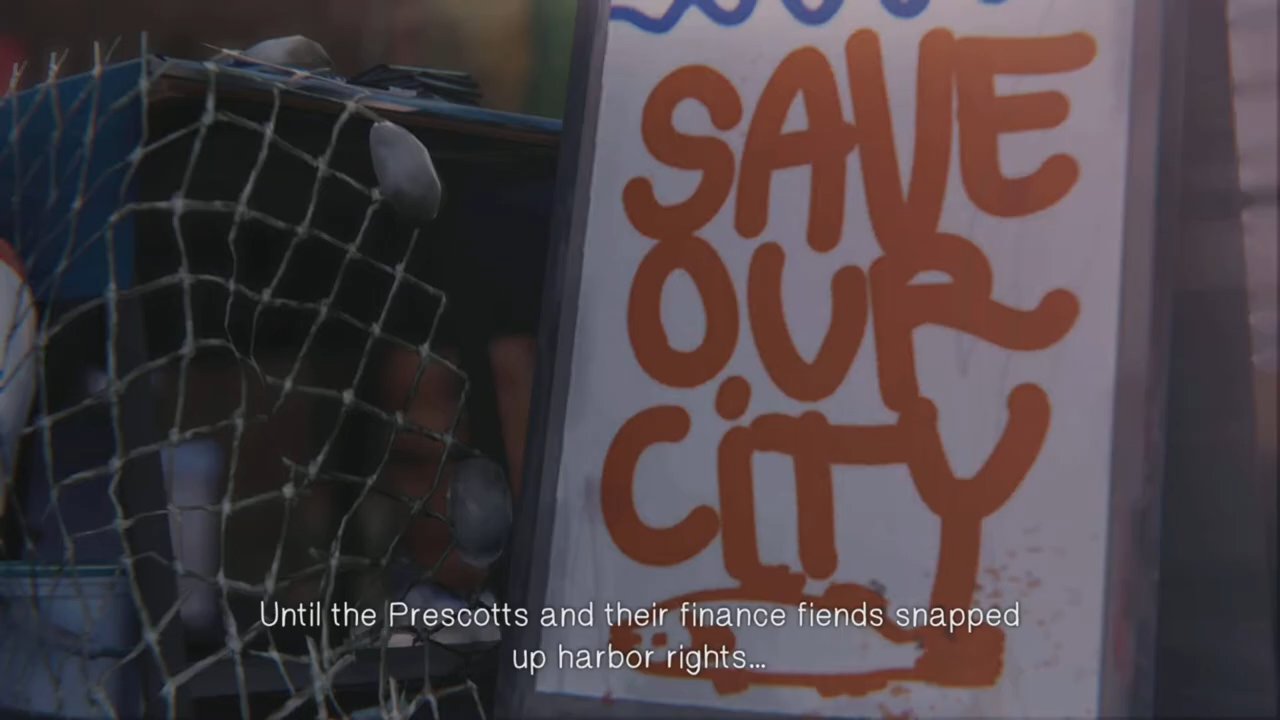 SAVE
OUR
CiTY
Until the Prescotts and their finance fiends snapped
up harbor rights...